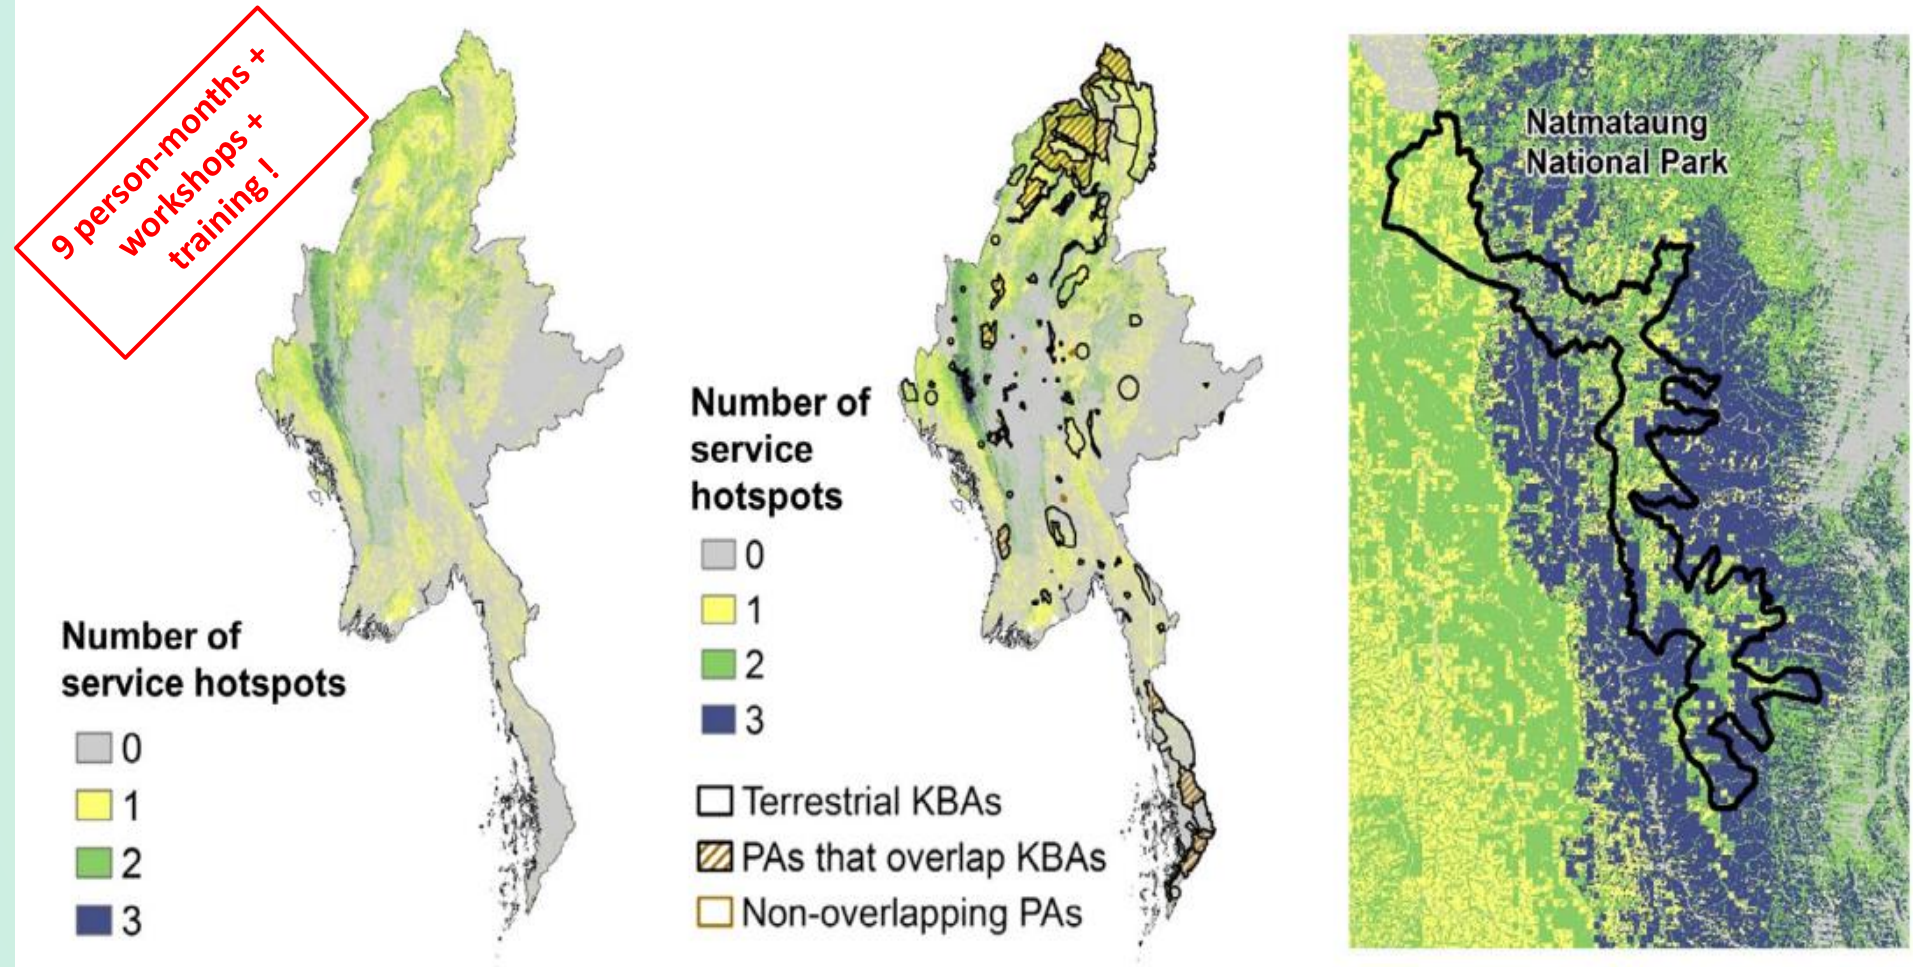 9 person-months +
workshops +
training !
Number of
service hotspots
0
1
2
3
Number of
service
hotspots
0
1
2
3
Terrestrial KBAs
PAs that overlap KBAs
Non-overlapping PAs
Natmataung
National Park